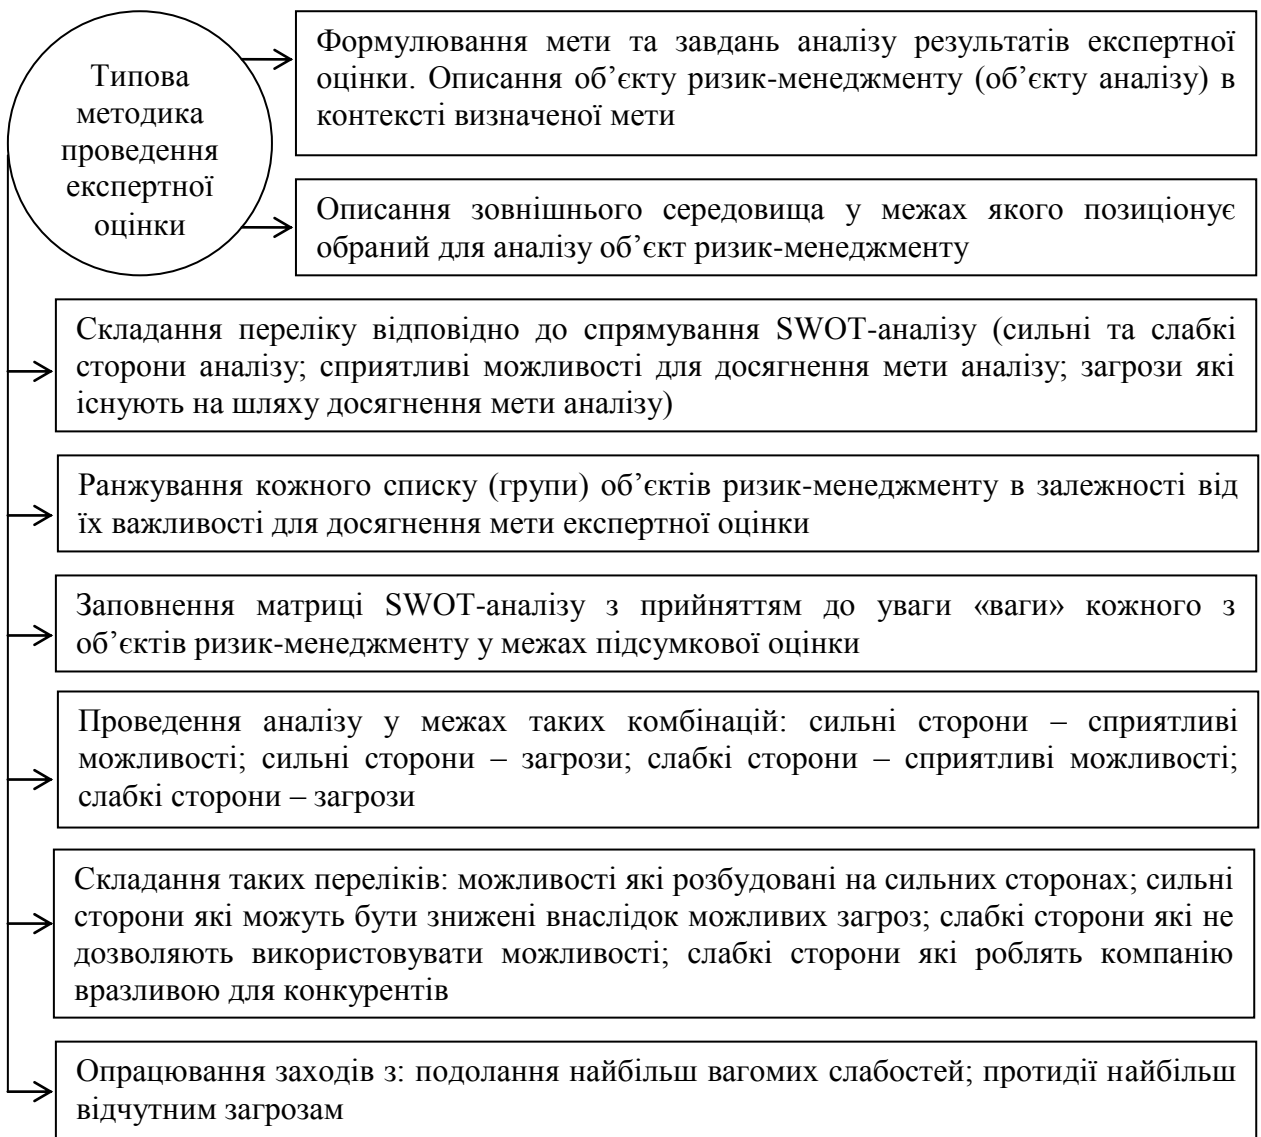 Типова
методика
проведення
експертної
оцінки
Формулювання мети та завдань аналізу результатів експертної
оцінки. Описання об’єкту ризик-менеджменту (об’єкту аналізу) в
контексті визначеної мети
Описання зовнішнього середовища у межах якого позиціонує
обраний для аналізу об’єкт ризик-менеджменту
Складання переліку відповідно до спрямування SWOT-аналізу (сильні та слабкі
сторони аналізу; сприятливі можливості для досягнення мети аналізу; загрози які
існують на шляху досягнення мети аналізу)
Ранжування кожного списку (групи) об’єктів ризик-менеджменту в залежності від
їх важливості для досягнення мети експертної оцінки
Заповнення матриці SWOT-аналізу з прийняттям до уваги «ваги» кожного з
об’єктів ризик-менеджменту у межах підсумкової оцінки
Проведення аналізу у межах таких комбінацій: сильні сторони – сприятливі
можливості; сильні сторони – загрози; слабкі сторони – сприятливі можливості;
слабкі сторони – загрози
Складання таких переліків: можливості які розбудовані на сильних сторонах; сильні
сторони які можуть бути знижені внаслідок можливих загроз; слабкі сторони які не
дозволяють використовувати можливості; слабкі сторони які роблять компанію
вразливою для конкурентів
Опрацювання заходів з: подолання найбільш вагомих слабостей; протидії найбільш
відчутним загрозам